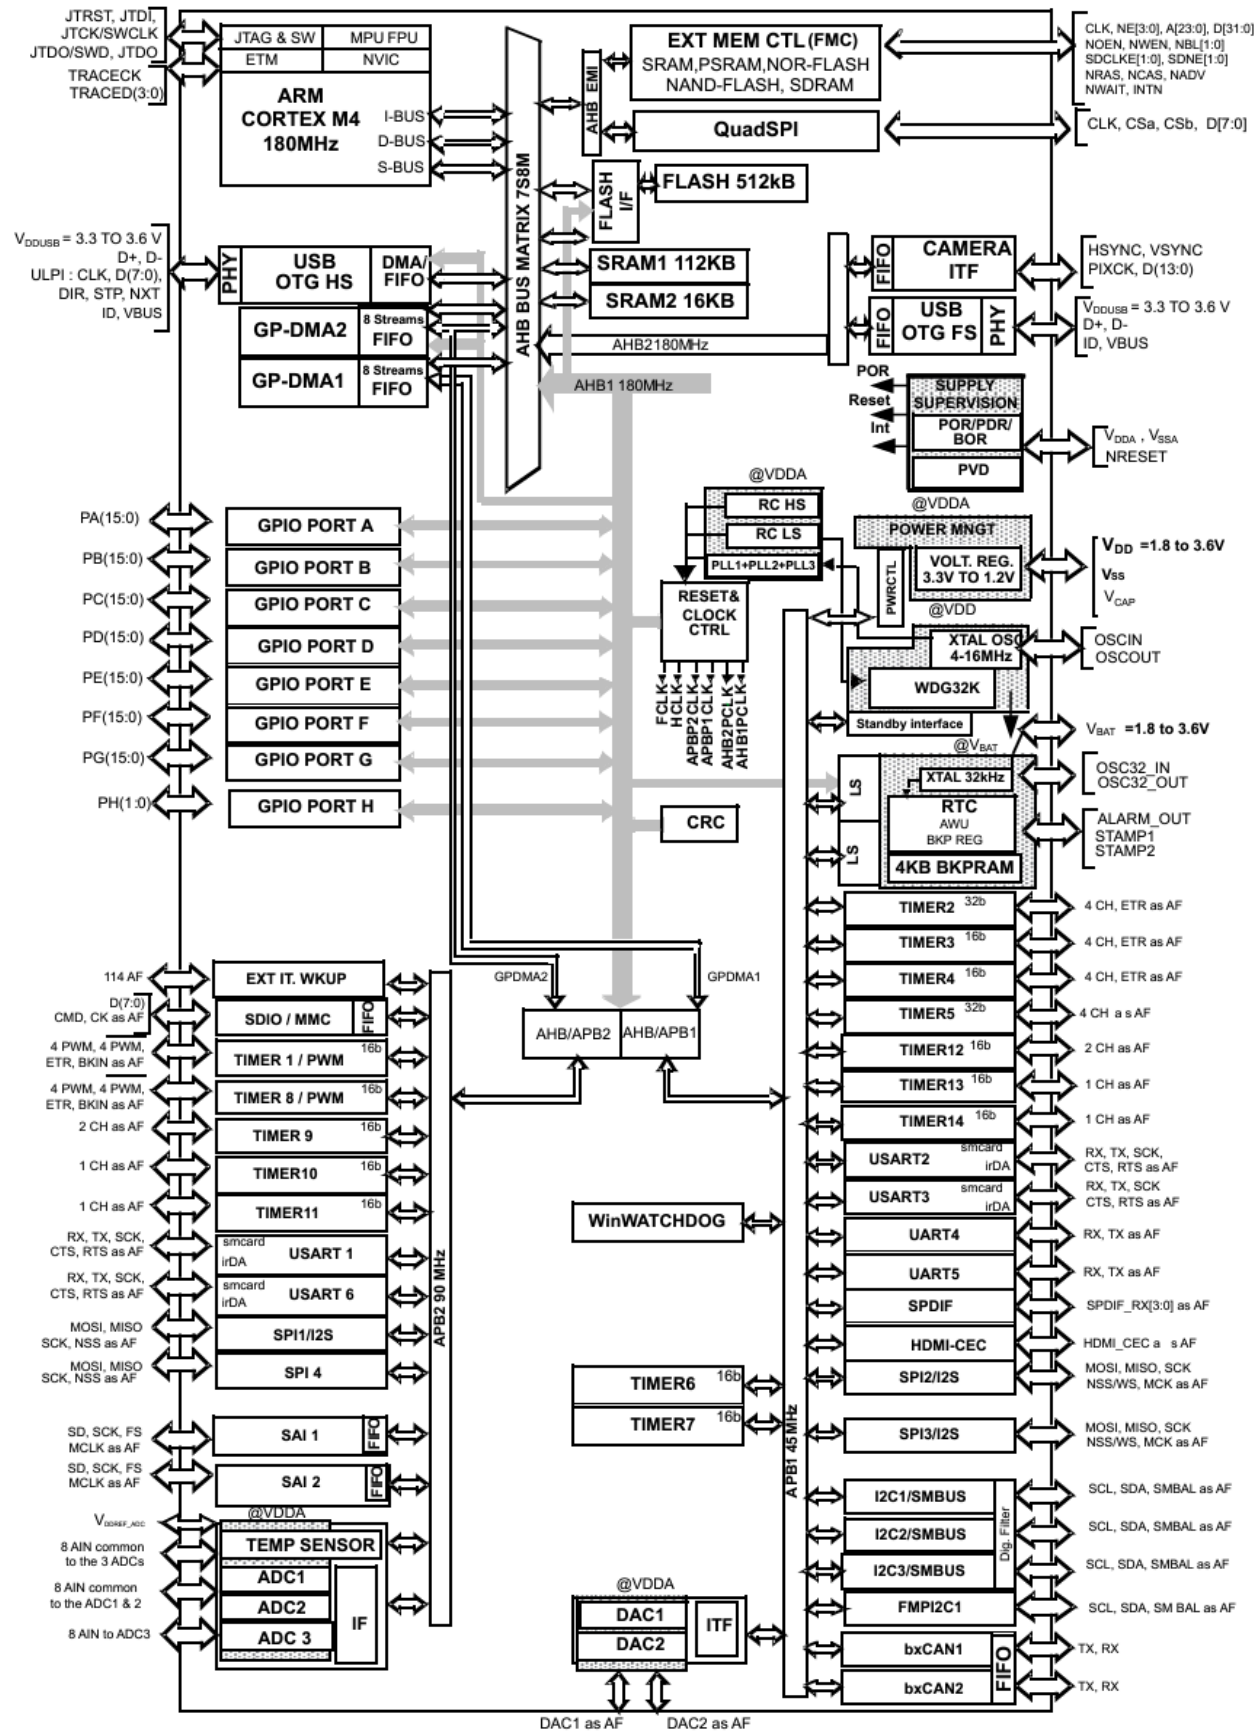 JTRST, JTDI,
JTCK/SWCLK
JTDO/SWD, JTDO
TRACECK
TRACED(3:0)
JTAG & SW
MPU FPU
ETM
NVIC
ARM
CORTEX M4
180MHz
I-BUS
D-BUS
S-BUS
AHB BUS MATRIX 7S8M
AHB EMI
EXT MEM CTL (FMC)
SRAM,PSRAM,NOR-FLASH
NAND-FLASH, SDRAM
QuadSPI
CLK, NE[3:0], A[23:0], D[31:0]
NOEN, NWEN, NBL[1:0]
SDCLKE[1:0], SDNE[1:0]
NRAS, NCAS, NADV
NWAIT, INTN
CLK, CSa, CSb, D[7:0]
FLASH
I/F
FLASH 512kB
SRAM1 112KB
SRAM2 16KB
VDDUSB = 3.3 TO 3.6 V
D+, D-
ULPI : CLK, D(7:0),
DIR, STP, NXT
ID, VBUS
PHY
USB
OTG HS
DMA/
FIFO
GP-DMA2
8 Streams
FIFO
GP-DMA1
8 Streams
FIFO
AHB2180MHz
AHB1 180MHz
FIFO
CAMERA
ITF
HSYNC, VSYNC
PIXCK, D(13:0)
FIFO
USB
OTG FS
PHY
VDDUSB = 3.3 TO 3.6 V
D+, D-
ID, VBUS
POR
Reset
Int
SUPPLY
SUPERVISION
POR/PDR/
BOR
PVD
VDDA , VSSA
NRESET
@VDDA
RC HS
RC LS
PLL1+PLL2+PLL3
@VDDA
POWER MNGT
VOLT. REG.
3.3V TO 1.2V
PWRCTL
VDD =1.8 to 3.6V
VSS
VCAP
RESET&
CLOCK
CTRL
FCLK
HCLK
APBP2CLK
APBP1CLK
AHB2PCLK
AHB1PCLK
@VDD
XTAL OSC
4-16MHz
WDG32K
OSCIN
OSCOUT
Standby interface
VBAT =1.8 to 3.6V
@VBAT
LS
LS
XTAL 32kHz
RTC
AWU
BKP REG
4KB BKPRAM
OSC32_IN
OSC32_OUT
ALARM_OUT
STAMP1
STAMP2
PA(15:0)
GPIO PORT A
PB(15:0)
GPIO PORT B
PC(15:0)
GPIO PORT C
PD(15:0)
GPIO PORT D
PE(15:0)
GPIO PORT E
PF(15:0)
GPIO PORT F
PG(15:0)
GPIO PORT G
PH(1:0)
GPIO PORT H
CRC
GPDMA2
GPDMA1
AHB/APB2
AHB/APB1
114 AF
EXT IT. WKUP
D(7:0)
CMD, CK as AF
SDIO / MMC
FIFO
4 PWM, 4 PWM,
ETR, BKIN as AF
TIMER 1 / PWM
16b
4 PWM, 4 PWM,
ETR, BKIN as AF
TIMER 8 / PWM
16b
2 CH as AF
TIMER 9
16b
1 CH as AF
TIMER10
16b
1 CH as AF
TIMER11
16b
RX, TX, SCK,
CTS, RTS as AF
smcard
irDA
USART 1
RX, TX, SCK,
CTS, RTS as AF
smcard
irDA
USART 6
MOSI, MISO
SCK, NSS as AF
SPI1/I2S
MOSI, MISO
SCK, NSS as AF
SPI 4
SD, SCK, FS
MCLK as AF
SAI 1
FIFO
SD, SCK, FS
MCLK as AF
SAI 2
FIFO
APB2 90 MHz
@VDDA
VDDREF_ADC
8 AIN common
to the 3 ADCs
8 AIN common
to the ADC1 & 2
8 AIN to ADC3
TEMP SENSOR
ADC1
ADC2
ADC 3
IF
WinWATCHDOG
TIMER6
16b
TIMER7
16b
@VDDA
DAC1
DAC2
ITF
DAC1 as AF
DAC2 as AF
APB1 45MHz
TIMER2 32b
4 CH, ETR as AF
TIMER3 16b
4 CH, ETR as AF
TIMER4 16b
4 CH, ETR as AF
TIMER5 32b
4 CH a s AF
TIMER12 16b
2 CH as AF
TIMER13 16b
1 CH as AF
TIMER14 16b
1 CH as AF
USART2
smcard
irDA
RX, TX, SCK,
CTS, RTS as AF
USART3
smcard
irDA
RX, TX, SCK
CTS, RTS as AF
UART4
RX, TX as AF
UART5
RX, TX as AF
SPDIF
SPDIF_RX[3:0] as AF
HDMI-CEC
HDMI_CEC a s AF
SPI2/I2S
MOSI, MISO, SCK
NSS/WS, MCK as AF
SPI3/I2S
MOSI, MISO, SCK
NSS/WS, MCK as AF
I2C1/SMBUS
SCL, SDA, SMBAL as AF
I2C2/SMBUS
SCL, SDA, SMBAL as AF
I2C3/SMBUS
SCL, SDA, SMBAL as AF
Dig. Filter
FMPI2C1
SCL, SDA, SM BAL as AF
bxCAN1
TX, RX
bxCAN2
TX, RX
FIFO